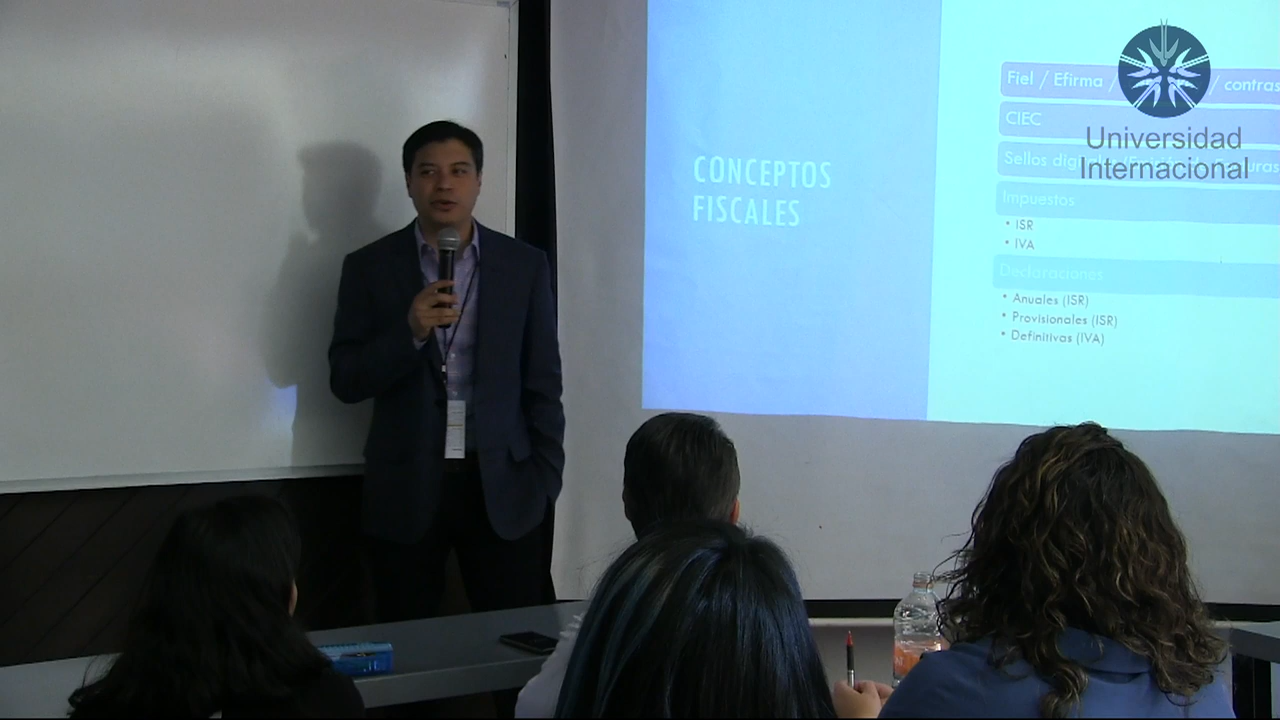 CONCEPTOS
FISCALES
Fiel / Efirma / / contras
CIEC
Sellos
Impuestos
• ISR
• IVA
Declaraciones
• Anuales (ISR)
• Provisionales (ISR)
• Definitivas (IVA)
Universidad
Internacional